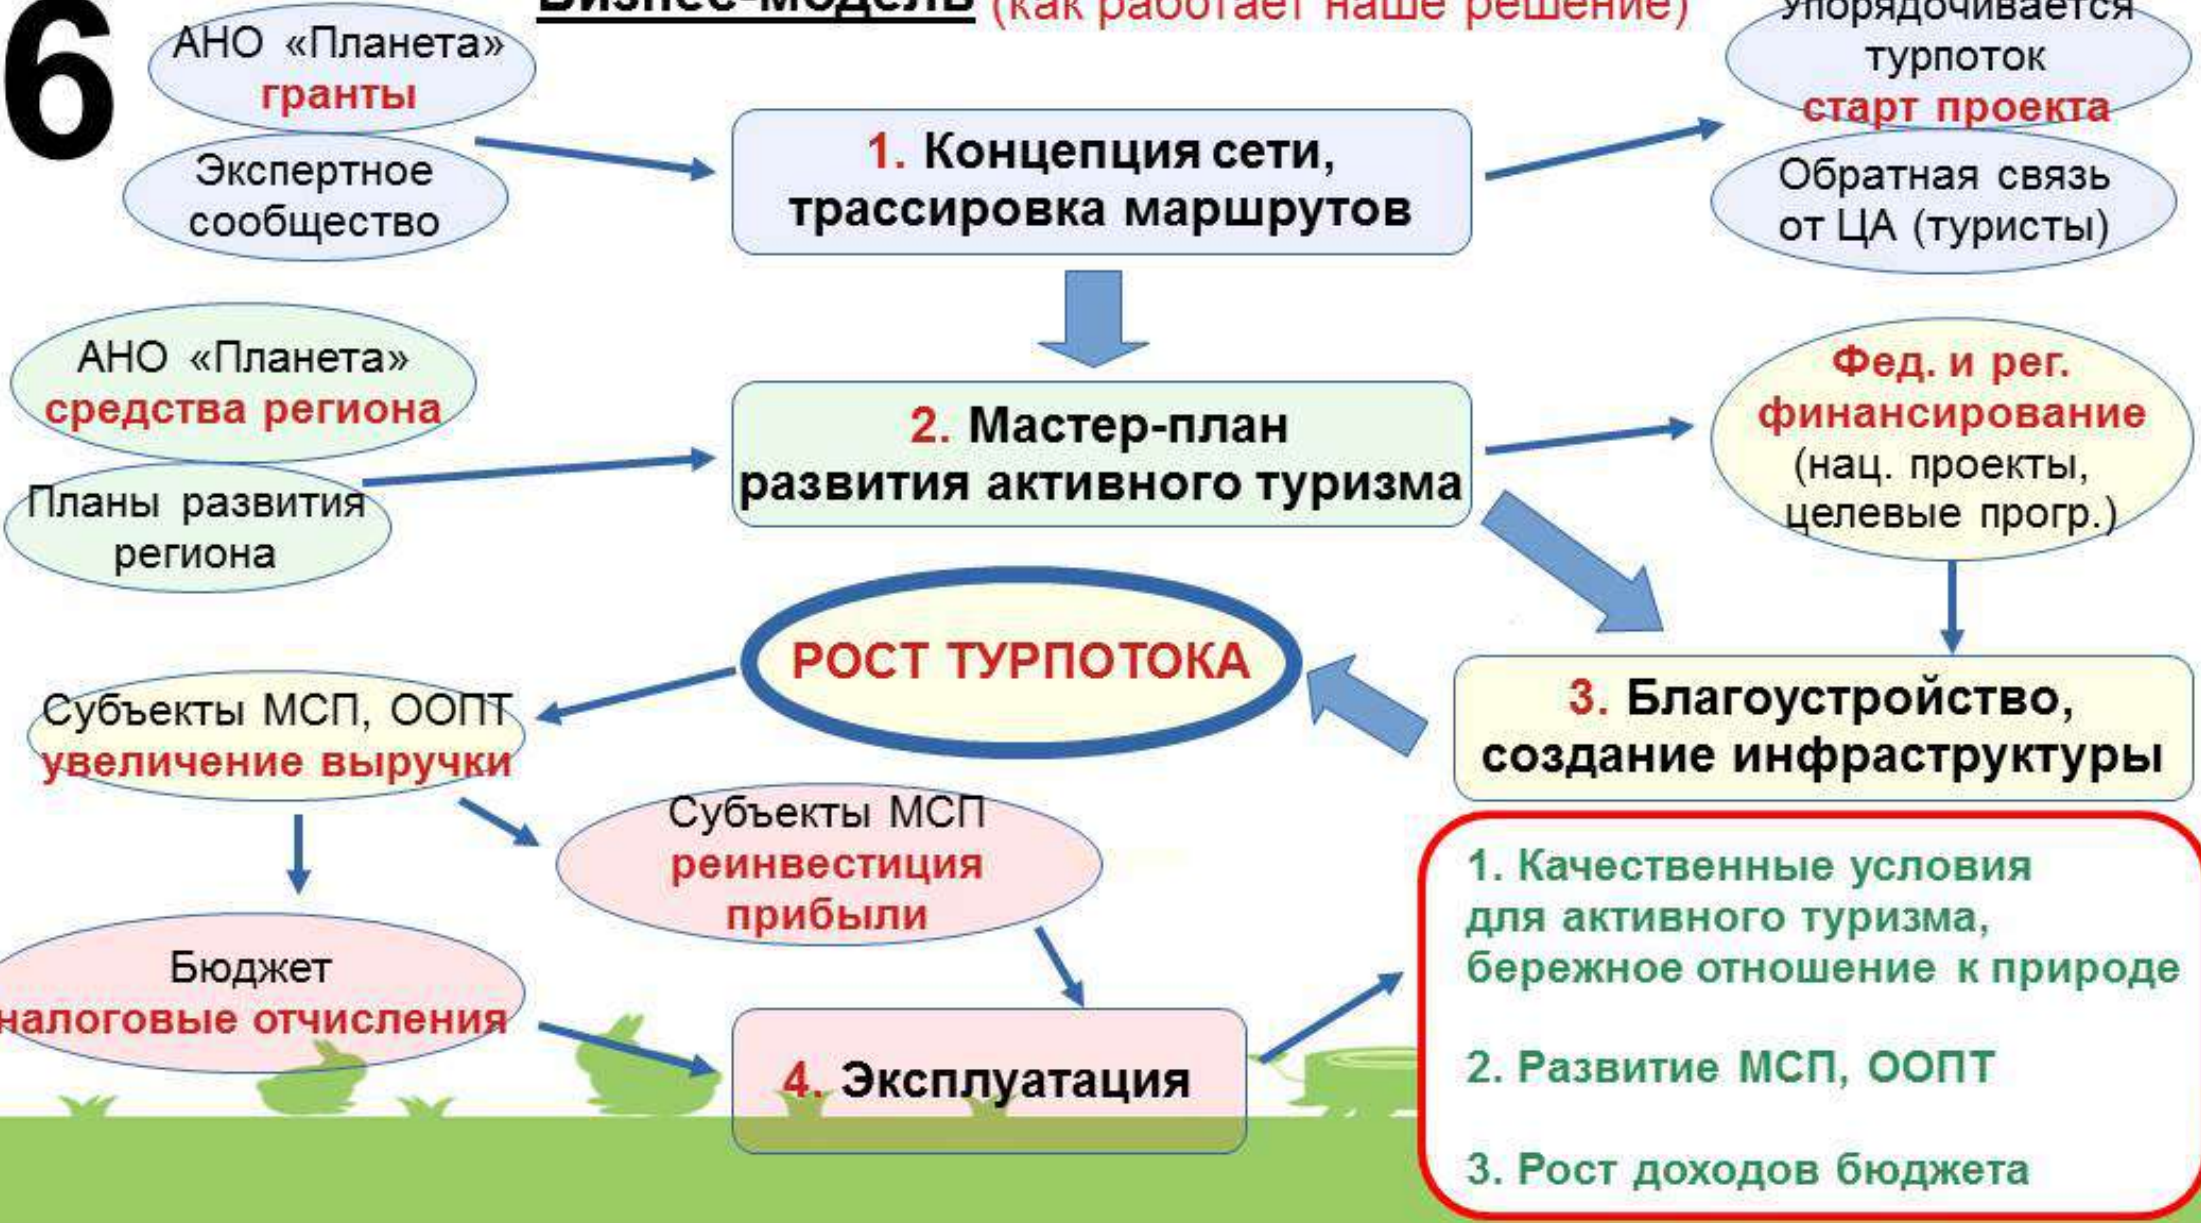 6
Бизнес-модель (как работает наше решение)
АНО «Планета»
гранты
Экспертное
сообщество
1. Концепция сети,
трассировка маршрутов
Упорядочивается
турпоток
старт проекта
Обратная связь
от ЦА (туристы)
АНО «Планета»
средства региона
Планы развития
региона
2. Мастер-план
развития активного туризма
Фед. и рег.
финансирование
(нац. проекты,
целевые прогр.)
РОСТ ТУРПОТОКА
3. Благоустройство,
создание инфраструктуры
Субъекты МСП, ООПТ
увеличение выручки
Субъекты МСП
реинвестиция
прибыли
Бюджет
налоговые отчисления
4. Эксплуатация
1. Качественные условия
для активного туризма,
бережное отношение к природе
2. Развитие МСП, ООПТ
3. Рост доходов бюджета